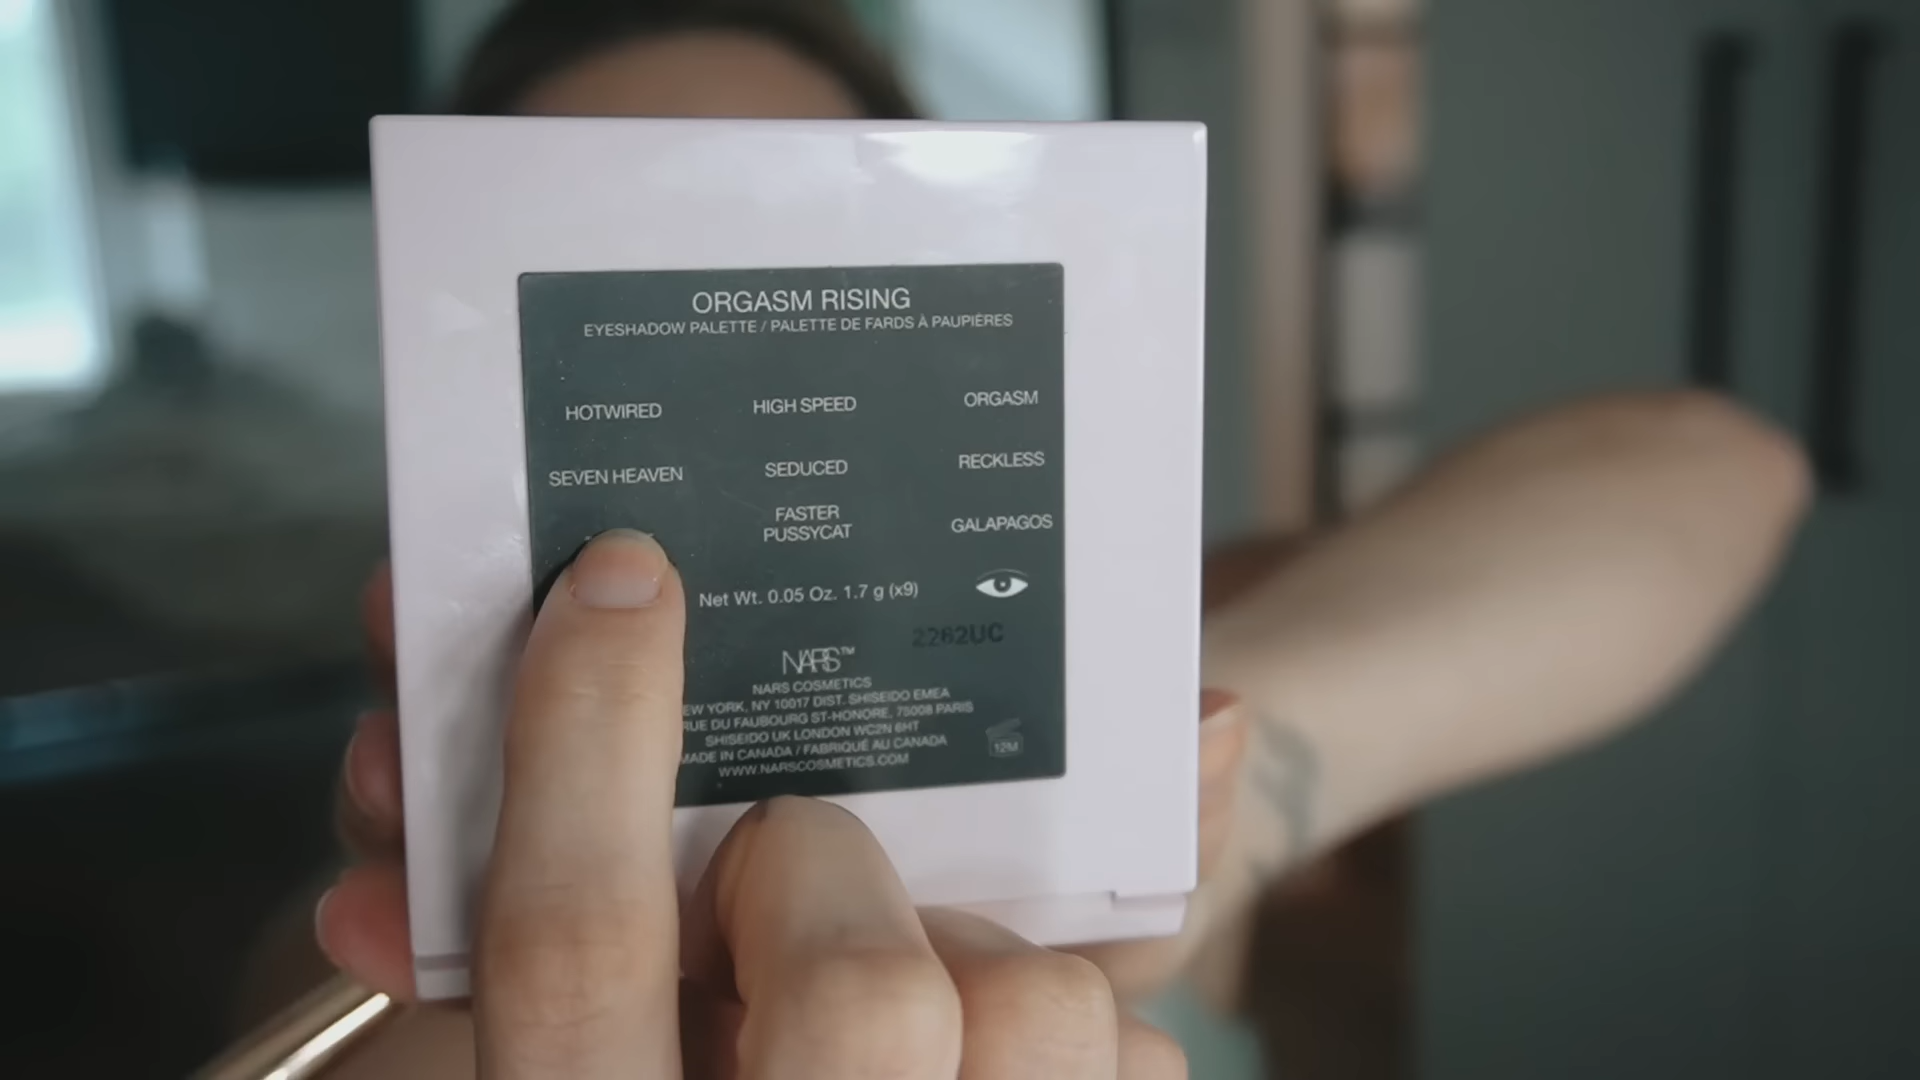 ORGASM RISING
EYESHADOW PALETTE / PALETTE DE FARDS À PAUPIÈRES
HOTWIRED HIGH SPEED ORGASM
SEVEN HEAVEN SEDUCED RECKLESS
FASTER
PUSSYCAT GALAPAGOS
Net Wt. 0.05 Oz. 1.7 g (x9)
2262UC
NARS™
NARS COSMETICS
YORK, NY 10017 DIST. SHISEIDO EMEA
RUE DU FAUBOURG ST-HONORE, 75008 PARIS
SHISEIDO UK LONDON WC2N 6HT
MADE IN CANADA / FABRIQUÉ AU CANADA
12M
WWW.NARSCOSMETICS.COM